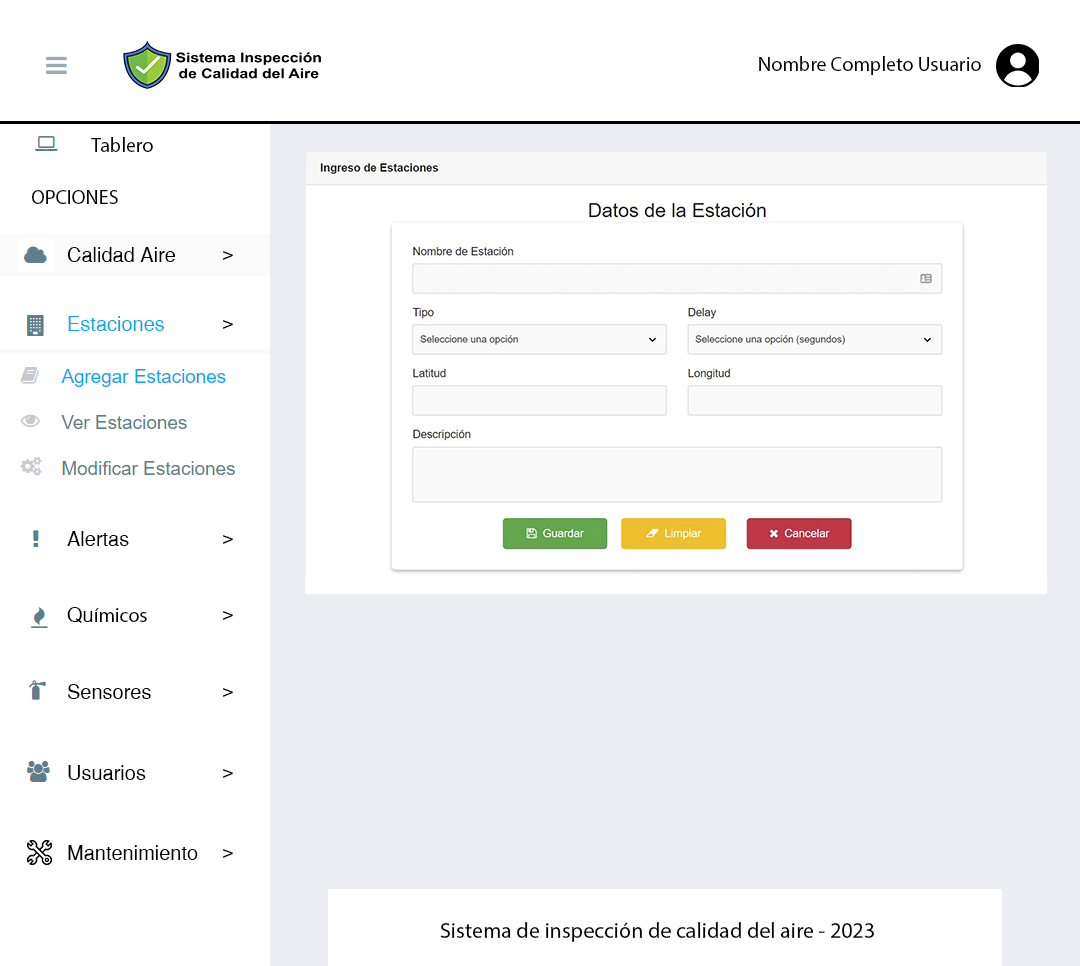 Sistema Inspección
de Calidad del Aire
Nombre Completo Usuario
Tablero
OPCIONES
Calidad Aire >
Estaciones >
Agregar Estaciones
Ver Estaciones
Modificar Estaciones
Alertas >
Químicos >
Sensores >
Usuarios >
Mantenimiento >
Ingreso de Estaciones
Datos de la Estación
Nombre de Estación
Tipo Delay
Seleccione una opción Seleccione una opción (segundos)
Latitud Longitud
Descripción
Guardar Limpiar Cancelar
Sistema de inspección de calidad del aire - 2023